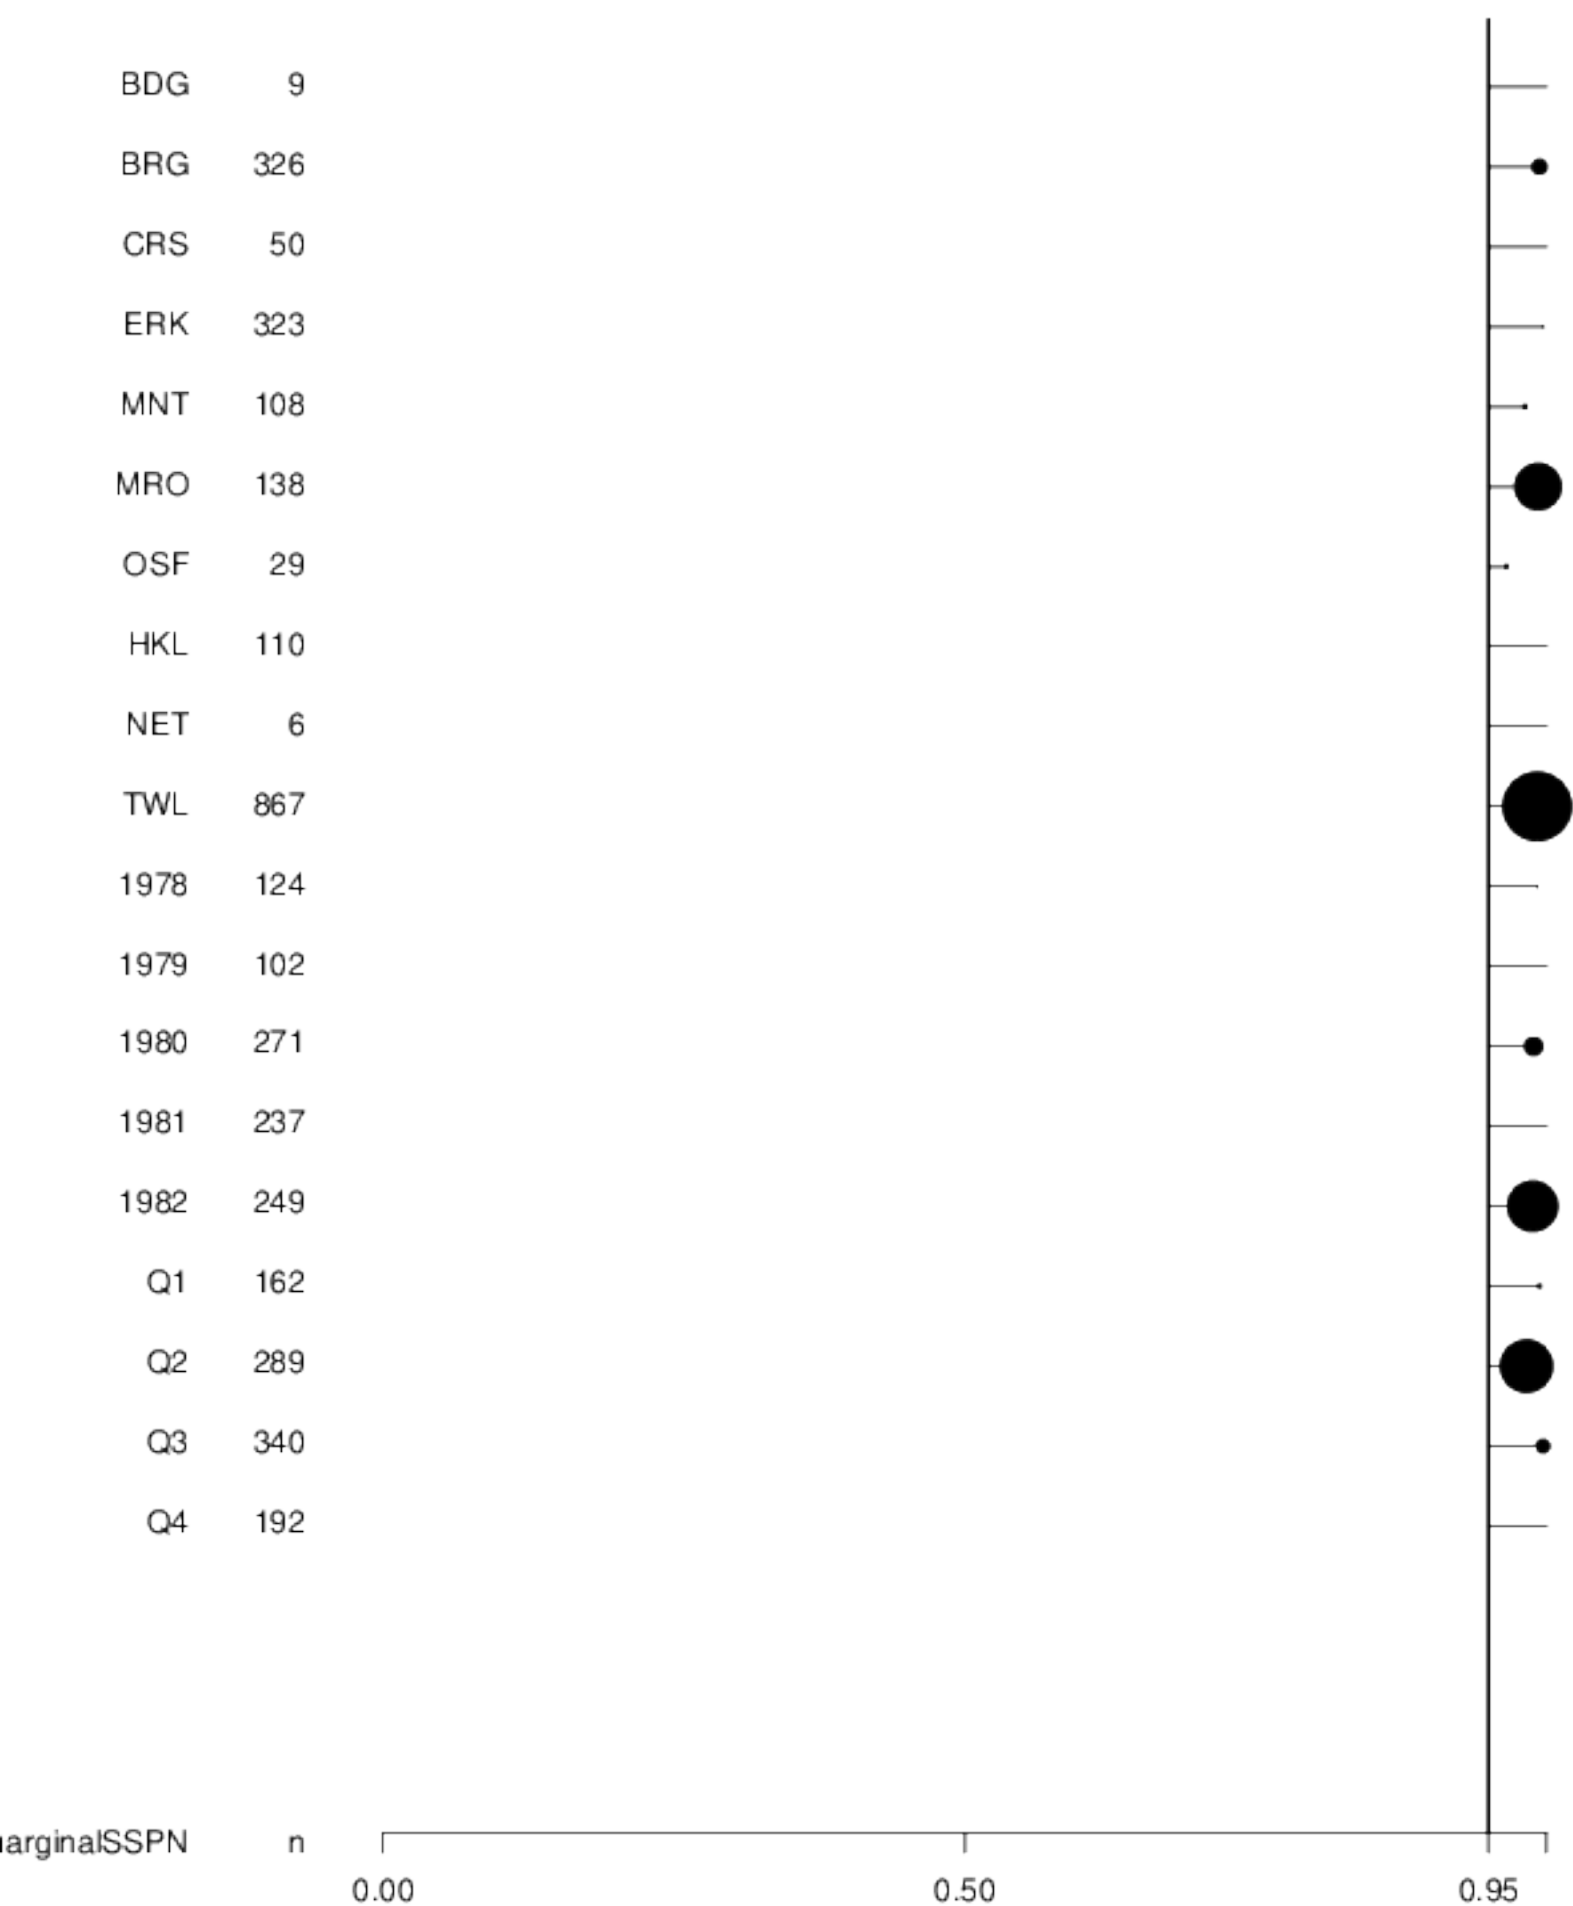 BDG 9
BRG 326
CRS 50
ERK 323
MNT 108
MRO 138
OSF 29
HKL 110
NET 6
TWL 867
1978 124
1979 102
1980 271
1981 237
1982 249
Q1 162
Q2 289
Q3 340
Q4 192
arginalSSPN n
0.00 0.50 0.95